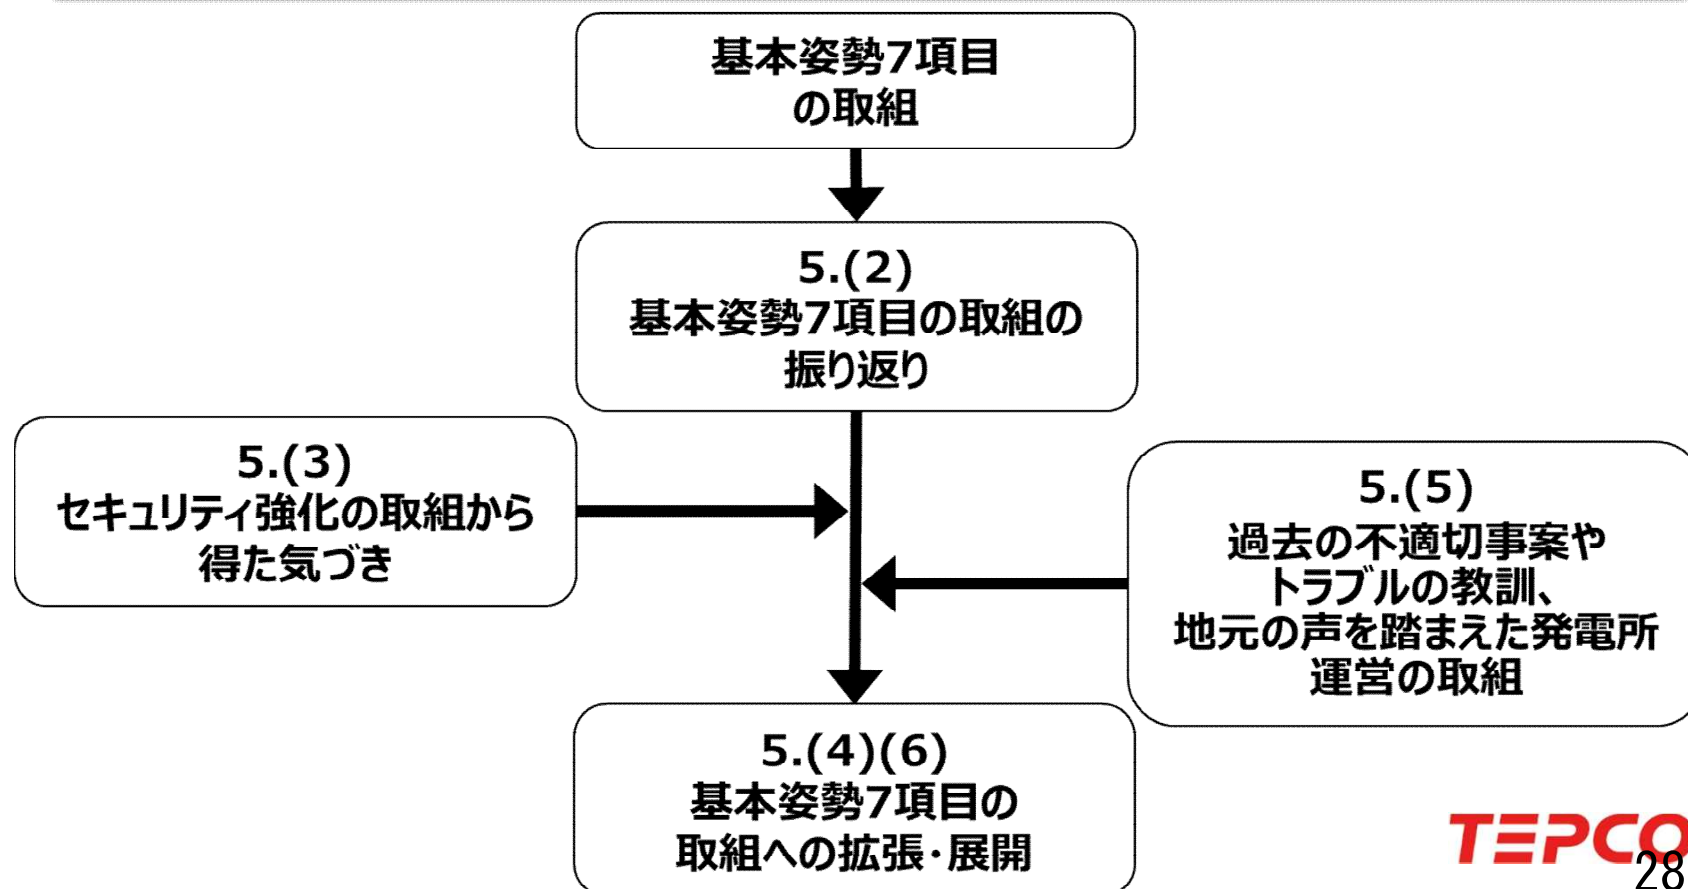 基本姿勢7項目
の取組
5.(2)
基本姿勢7項目の取組の
振り返り
5.(3)
セキュリティ強化の取組から
得た気づき
5.(5)
過去の不適切事案や
トラブルの教訓、
地元の声を踏まえた発電所
運営の取組
5.(4)(6)
基本姿勢7項目の
取組への拡張・展開
TEPCO
28